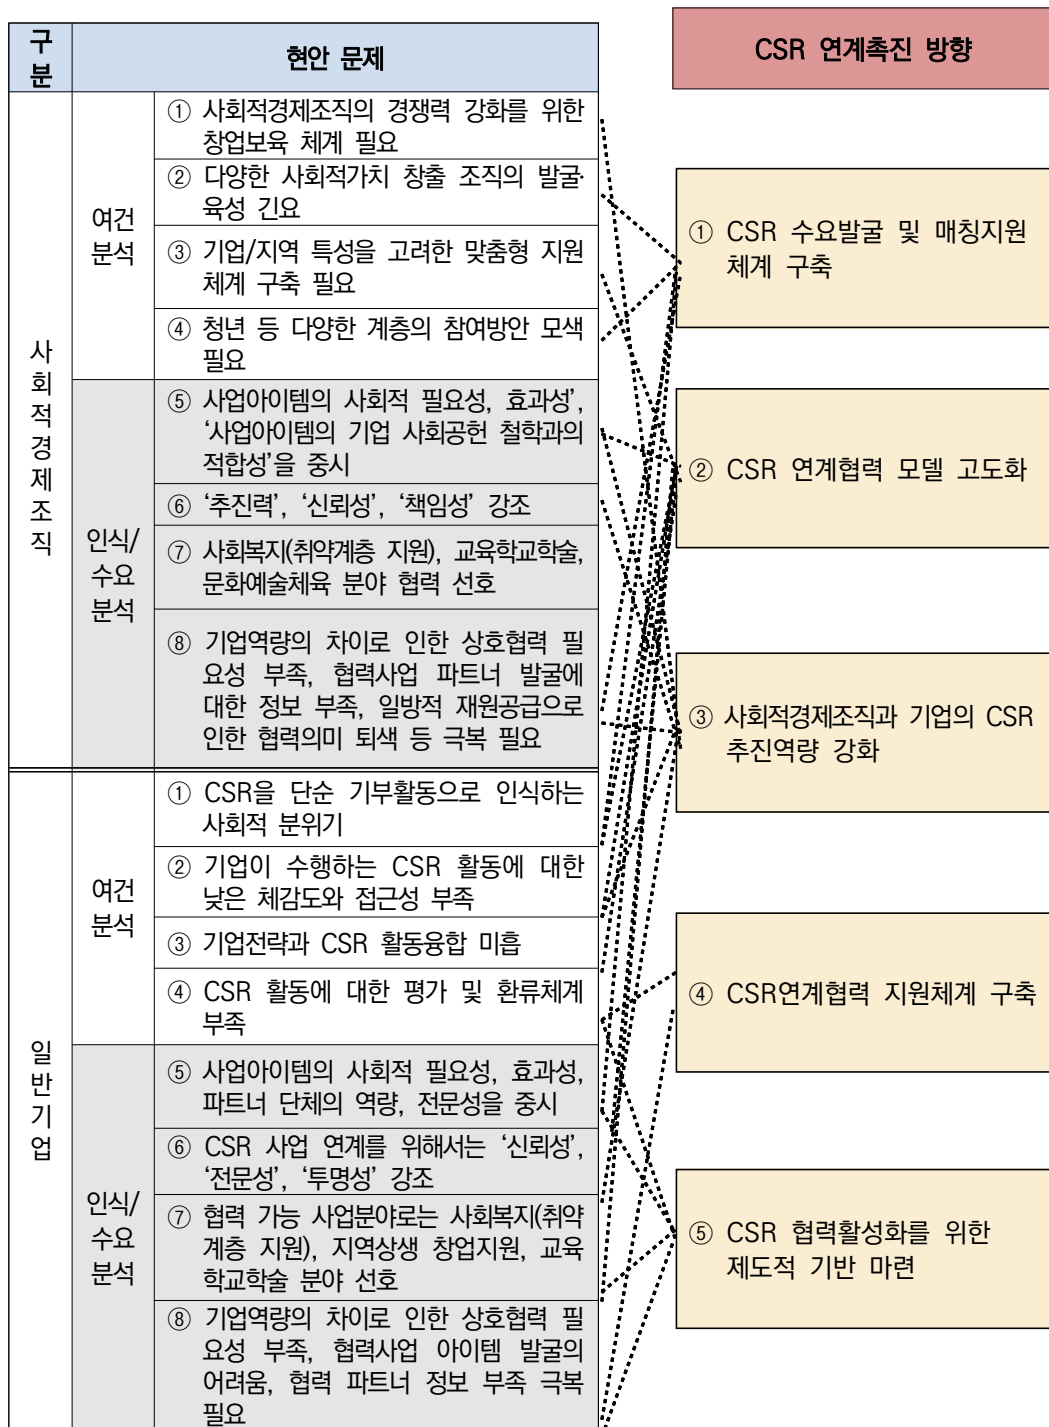 구
분
현안 문제
CSR 연계촉진 방향
사
회
적
경
제
조
직
여건
분석
① 사회적경제조직의 경쟁력 강화를 위한
창업보육 체계 필요
② 다양한 사회적가치 창출 조직의 발굴·
육성 긴요
③ 기업/지역 특성을 고려한 맞춤형 지원
체계 구축 필요
④ 청년 등 다양한 계층의 참여방안 모색
필요
인식/
수요
분석
⑤ 사업아이템의 사회적 필요성, 효과성’,
‘사업아이템의 기업 사회공헌 철학과의
적합성’을 중시
⑥ ‘추진력’, ‘신뢰성’, ‘책임성’ 강조
⑦ 사회복지(취약계층 지원), 교육학교학술,
문화예술체육 분야 협력 선호
⑧ 기업역량의 차이로 인한 상호협력 필
요성 부족, 협력사업 파트너 발굴에
대한 정보 부족, 일방적 재원공급으로
인한 협력의미 퇴색 등 극복 필요
일
반
기
업
여건
분석
① CSR을 단순 기부활동으로 인식하는
사회적 분위기
② 기업이 수행하는 CSR 활동에 대한
낮은 체감도와 접근성 부족
③ 기업전략과 CSR 활동융합 미흡
④ CSR 활동에 대한 평가 및 환류체계
부족
인식/
수요
분석
⑤ 사업아이템의 사회적 필요성, 효과성,
파트너 단체의 역량, 전문성을 중시
⑥ CSR 사업 연계를 위해서는 ‘신뢰성’,
‘전문성’, ‘투명성’ 강조
⑦ 협력 가능 사업분야로는 사회복지(취약
계층 지원), 지역상생 창업지원, 교육
학교학술 분야 선호
⑧ 기업역량의 차이로 인한 상호협력 필
요성 부족, 협력사업 아이템 발굴의
어려움, 협력 파트너 정보 부족 극복
필요
① CSR 수요발굴 및 매칭지원
체계 구축
② CSR 연계협력 모델 고도화
③ 사회적경제조직과 기업의 CSR
추진역량 강화
④ CSR연계협력 지원체계 구축
⑤ CSR 협력활성화를 위한
제도적 기반 마련